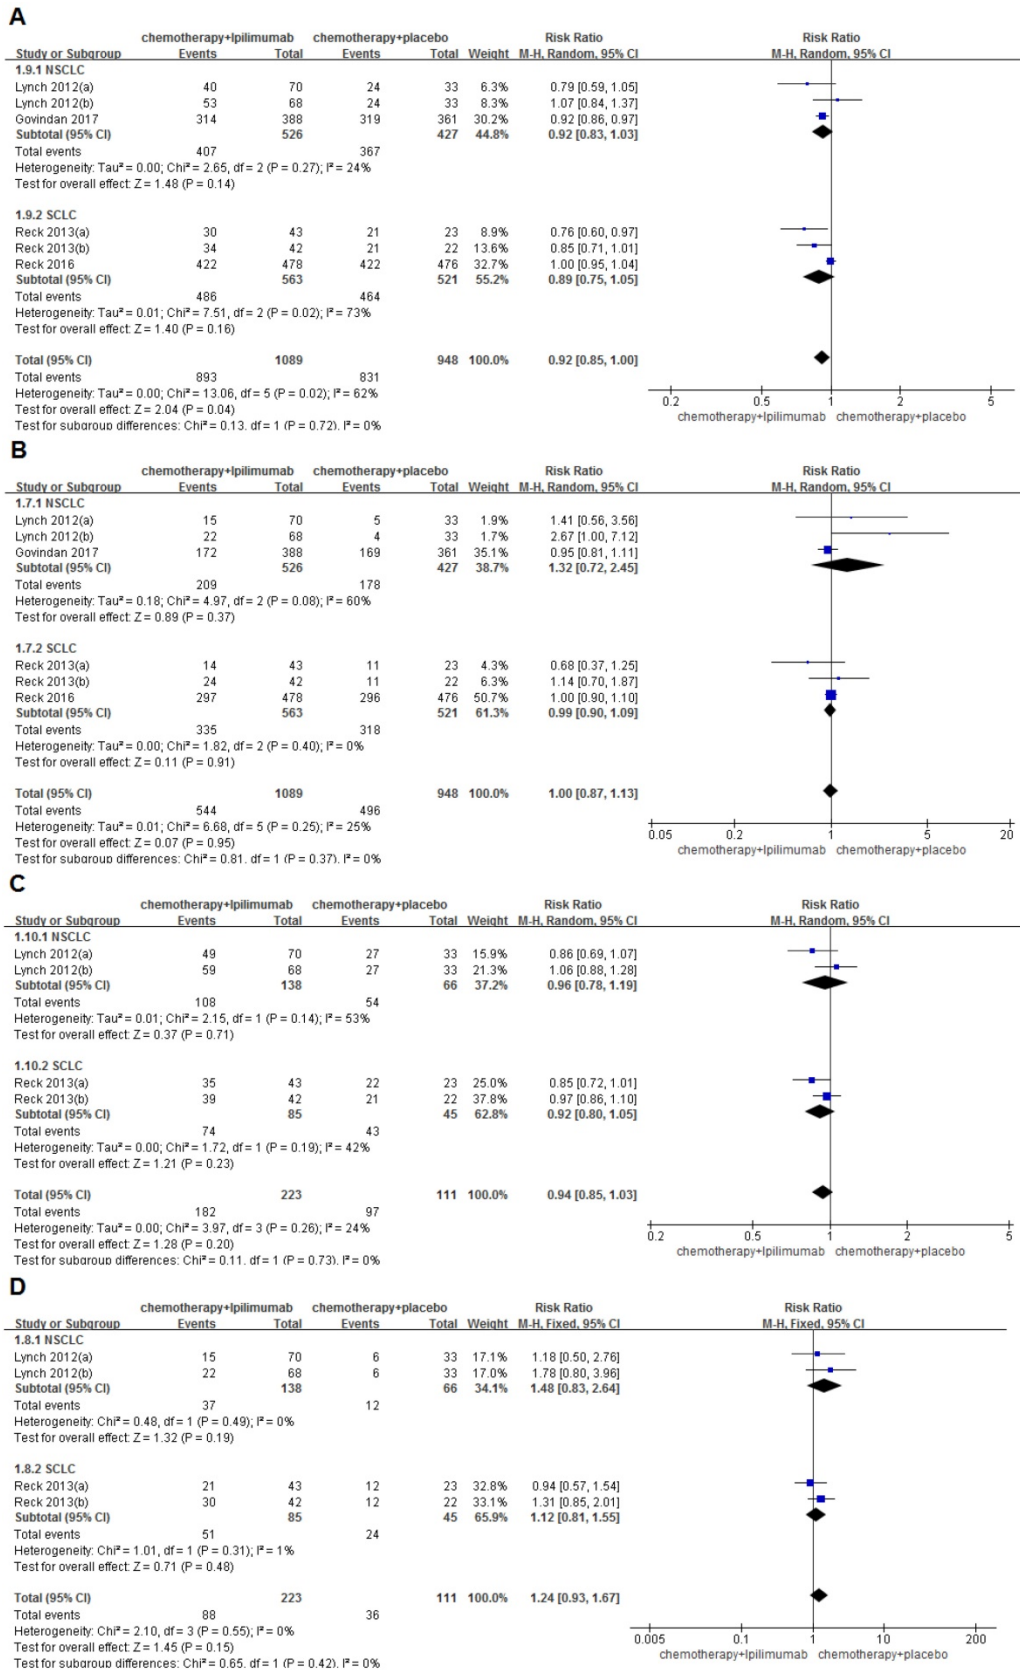 A
chemotherapy+Ipilimumab chemotherapy+placebo Risk Ratio Risk Ratio
Study or Subgroup Events Total Events Total Weight M-H, Random, 95% CI M-H, Random, 95% CI
1.9.1 NSCLC
Lynch 2012(a) 40 70 24 33 6.3% 0.79 [0.59, 1.05]
Lynch 2012(b) 53 68 24 33 8.3% 1.07 [0.84, 1.37]
Govindan 2017 314 388 319 361 30.2% 0.92 [0.86, 0.97]
Subtotal (95% CI) 526 427 44.8% 0.92 [0.83, 1.03]
Total events 407 367
Heterogeneity: Tau² = 0.00; Chi² = 2.65, df = 2 (P = 0.27); I² = 24%
Test for overall effect: Z = 1.48 (P = 0.14)
1.9.2 SCLC
Reck 2013(a) 30 43 21 23 8.9% 0.76 [0.60, 0.97]
Reck 2013(b) 34 42 21 22 13.6% 0.85 [0.71, 1.01]
Reck 2016 422 478 422 476 32.7% 1.00 [0.95, 1.04]
Subtotal (95% CI) 563 521 55.2% 0.89 [0.75, 1.05]
Total events 486 464
Heterogeneity: Tau² = 0.01; Chi² = 7.51, df = 2 (P = 0.02); I² = 73%
Test for overall effect: Z = 1.40 (P = 0.16)
Total (95% CI) 1089 948 100.0% 0.92 [0.85, 1.00]
Total events 893 831
Heterogeneity: Tau² = 0.00; Chi² = 13.06, df = 5 (P = 0.02); I² = 62%
Test for overall effect: Z = 2.04 (P = 0.04)
Test for subgroup differences: Chi² = 0.13, df = 1 (P = 0.72), I² = 0%
0.2 0.5 1 2 5
chemotherapy+Ipilimumab chemotherapy+placebo
B
chemotherapy+Ipilimumab chemotherapy+placebo Risk Ratio Risk Ratio
Study or Subgroup Events Total Events Total Weight M-H, Random, 95% CI M-H, Random, 95% CI
1.7.1 NSCLC
Lynch 2012(a) 15 70 5 33 1.9% 1.41 [0.56, 3.56]
Lynch 2012(b) 22 68 4 33 1.7% 2.67 [1.00, 7.12]
Govindan 2017 172 388 169 361 35.1% 0.95 [0.81, 1.11]
Subtotal (95% CI) 526 427 38.7% 1.32 [0.72, 2.45]
Total events 209 178
Heterogeneity: Tau² = 0.18; Chi² = 4.97, df = 2 (P = 0.08); I² = 60%
Test for overall effect: Z = 0.89 (P = 0.37)
1.7.2 SCLC
Reck 2013(a) 14 43 11 23 4.3% 0.68 [0.37, 1.25]
Reck 2013(b) 24 42 11 22 6.3% 1.14 [0.70, 1.87]
Reck 2016 297 478 296 476 50.7% 1.00 [0.90, 1.10]
Subtotal (95% CI) 563 521 61.3% 0.99 [0.90, 1.09]
Total events 335 318
Heterogeneity: Tau² = 0.00; Chi² = 1.82, df = 2 (P = 0.40); I² = 0%
Test for overall effect: Z = 0.11 (P = 0.91)
Total (95% CI) 1089 948 100.0% 1.00 [0.87, 1.13]
Total events 544 496
Heterogeneity: Tau² = 0.01; Chi² = 6.68, df = 5 (P = 0.25); I² = 25%
Test for overall effect: Z = 0.07 (P = 0.95)
Test for subgroup differences: Chi² = 0.81, df = 1 (P = 0.37), I² = 0%
0.05 0.2 1 5 20
chemotherapy+Ipilimumab chemotherapy+placebo
C
chemotherapy+Ipilimumab chemotherapy+placebo Risk Ratio Risk Ratio
Study or Subgroup Events Total Events Total Weight M-H, Random, 95% CI M-H, Random, 95% CI
1.10.1 NSCLC
Lynch 2012(a) 49 70 27 33 15.9% 0.86 [0.69, 1.07]
Lynch 2012(b) 59 68 27 33 21.3% 1.06 [0.88, 1.28]
Subtotal (95% CI) 138 66 37.2% 0.96 [0.78, 1.19]
Total events 108 54
Heterogeneity: Tau² = 0.01; Chi² = 2.15, df = 1 (P = 0.14); I² = 53%
Test for overall effect: Z = 0.37 (P = 0.71)
1.10.2 SCLC
Reck 2013(a) 35 43 22 23 25.0% 0.85 [0.72, 1.01]
Reck 2013(b) 39 42 21 22 37.8% 0.97 [0.86, 1.10]
Subtotal (95% CI) 85 45 62.8% 0.92 [0.80, 1.05]
Total events 74 43
Heterogeneity: Tau² = 0.00; Chi² = 1.72, df = 1 (P = 0.19); I² = 42%
Test for overall effect: Z = 1.21 (P = 0.23)
Total (95% CI) 223 111 100.0% 0.94 [0.85, 1.03]
Total events 182 97
Heterogeneity: Tau² = 0.00; Chi² = 3.97, df = 3 (P = 0.26); I² = 24%
Test for overall effect: Z = 1.28 (P = 0.20)
Test for subgroup differences: Chi² = 0.11, df = 1 (P = 0.73), I² = 0%
0.2 0.5 1 2 5
chemotherapy+Ipilimumab chemotherapy+placebo
D
chemotherapy+Ipilimumab chemotherapy+placebo Risk Ratio Risk Ratio
Study or Subgroup Events Total Events Total Weight M-H, Fixed, 95% CI M-H, Fixed, 95% CI
1.8.1 NSCLC
Lynch 2012(a) 15 70 6 33 17.1% 1.18 [0.50, 2.76]
Lynch 2012(b) 22 68 6 33 17.0% 1.78 [0.80, 3.96]
Subtotal (95% CI) 138 66 34.1% 1.48 [0.83, 2.64]
Total events 37 12
Heterogeneity: Chi² = 0.48, df = 1 (P = 0.49); I² = 0%
Test for overall effect: Z = 1.32 (P = 0.19)
1.8.2 SCLC
Reck 2013(a) 21 43 12 23 32.8% 0.94 [0.57, 1.54]
Reck 2013(b) 30 42 12 22 33.1% 1.31 [0.85, 2.01]
Subtotal (95% CI) 85 45 65.9% 1.12 [0.81, 1.55]
Total events 51 24
Heterogeneity: Chi² = 1.01, df = 1 (P = 0.31); I² = 1%
Test for overall effect: Z = 0.71 (P = 0.48)
Total (95% CI) 223 111 100.0% 1.24 [0.93, 1.67]
Total events 88 36
Heterogeneity: Chi² = 2.10, df = 3 (P = 0.55); I² = 0%
Test for overall effect: Z = 1.45 (P = 0.15)
Test for subgroup differences: Chi² = 0.65, df = 1 (P = 0.42), I² = 0%
0.005 0.1 1 10 200
chemotherapy+Ipilimumab chemotherapy+placebo